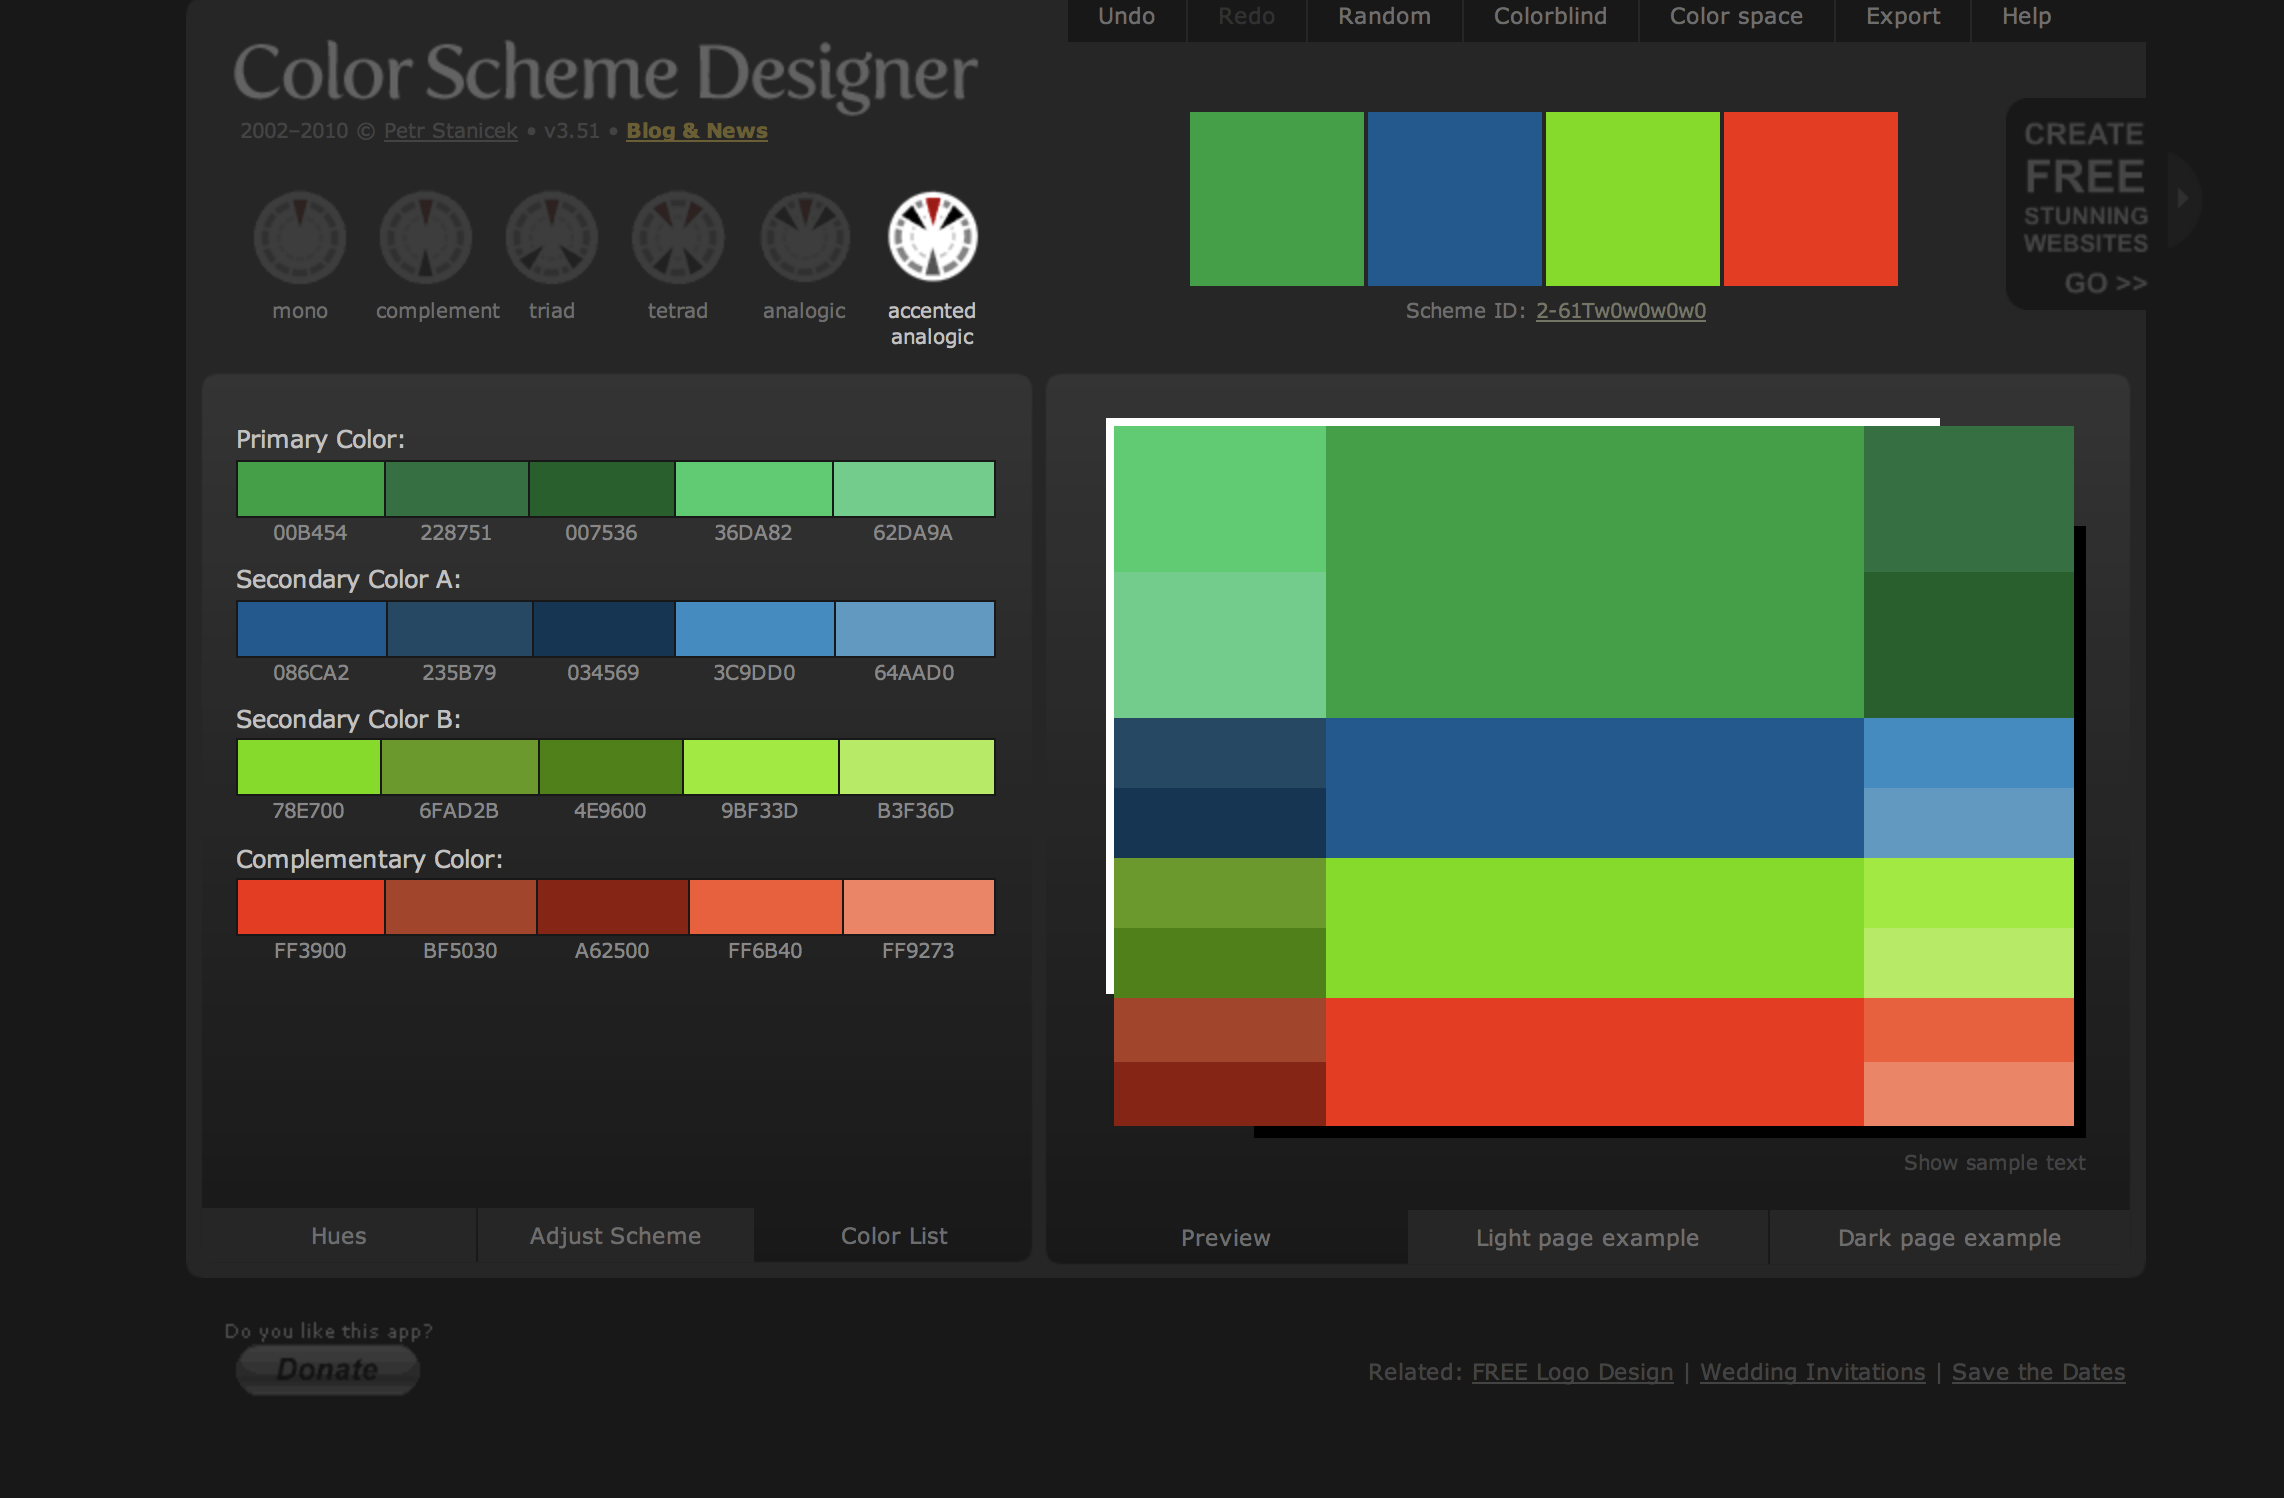 Undo Redo Random Colorblind Color space Export Help
Color Scheme Designer
2002–2010 © Petr Stanicek • v3.51 • Blog & News
mono complement triad tetrad analogic accented
analogic
Scheme ID: 2-61Tw0w0w0w0
CREATE
FREE
STUNNING
WEBSITES
GO >>
Primary Color:
00B454 228751 007536 36DA82 62DA9A
Secondary Color A:
086CA2 235B79 034569 3C9DD0 64AAD0
Secondary Color B:
78E700 6FAD2B 4E9600 9BF33D B3F36D
Complementary Color:
FF3900 BF5030 A62500 FF6B40 FF9273
Hues Adjust Scheme Color List
Show sample text
Preview Light page example Dark page example
Do you like this app?
Donate
Related: FREE Logo Design | Wedding Invitations | Save the Dates